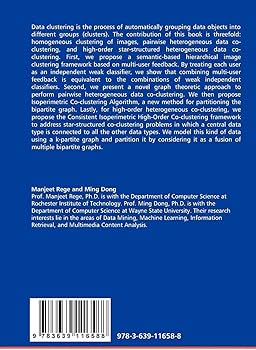 Data clustering is the process of automatically grouping data objects into
different groups (clusters). The contribution of this book is threefold:
homogeneous clustering of images, pairwise heterogeneous data co-
clustering, and high-order star-structured heterogeneous data co-
clustering. First, we propose a semantic-based hierarchical image
clustering framework based on multi-user feedback. By treating each user
as an independent weak classifier, we show that combining multi-user
feedback is equivalent to the combinations of weak independent
classifiers. Second, we present a novel graph theoretic approach to
perform pairwise heterogeneous data co-clustering. We then propose
Isoperimetric Co-clustering Algorithm, a new method for partitioning the
bipartite graph. Lastly, for high-order heterogeneous co-clustering, we
propose the Consistent Isoperimetric High-Order Co-clustering framework
to address star-structured co-clustering problems in which a central data
type is connected to all the other data types. We model this kind of data
using a k-partite graph and partition it by considering it as a fusion of
multiple bipartite graphs.
Manjeet Rege and Ming Dong
Prof. Manjeet Rege, Ph.D. is with the Department of Computer Science at
Rochester Institute of Technology. Prof. Ming Dong, Ph.D. is with the
Department of Computer Science at Wayne State University. Their research
interests lie in the areas of Data Mining, Machine Learning, Information
Retrieval, and Multimedia Content Analysis.
9 783639 116588
978-3-639-11658-8